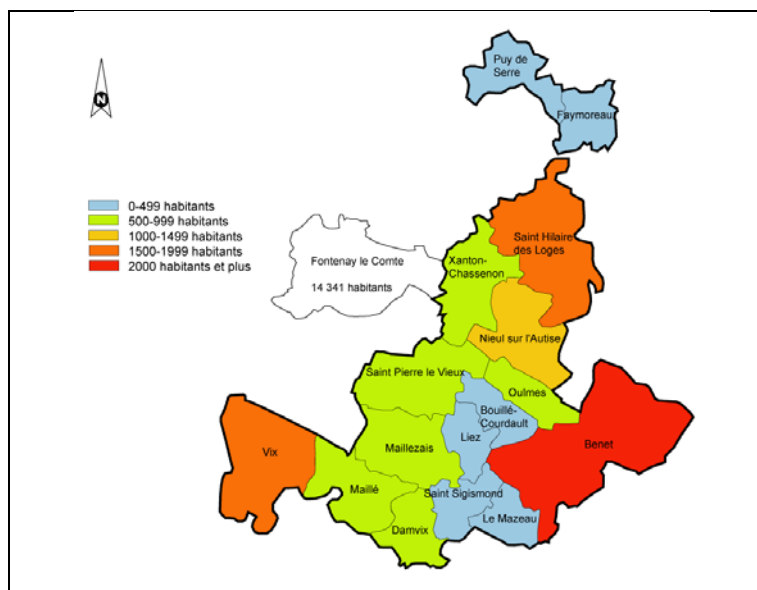 Puy de
Serre
Faymoreau
N
0-499 habitants
500-999 habitants
1000-1499 habitants
1500-1999 habitants
2000 habitants et plus
Saint Hilaire
des Loges
Xanton-
Chassenon
Fontenay le Comte
14 341 habitants
Nieul sur l'Autise
Saint Pierre le Vieux
Oulmes
Bouillé-
Courdault
Liez
Benet
Maillezais
Vix
Maillé
Saint Sigismond
Le Mazeau
Damvix